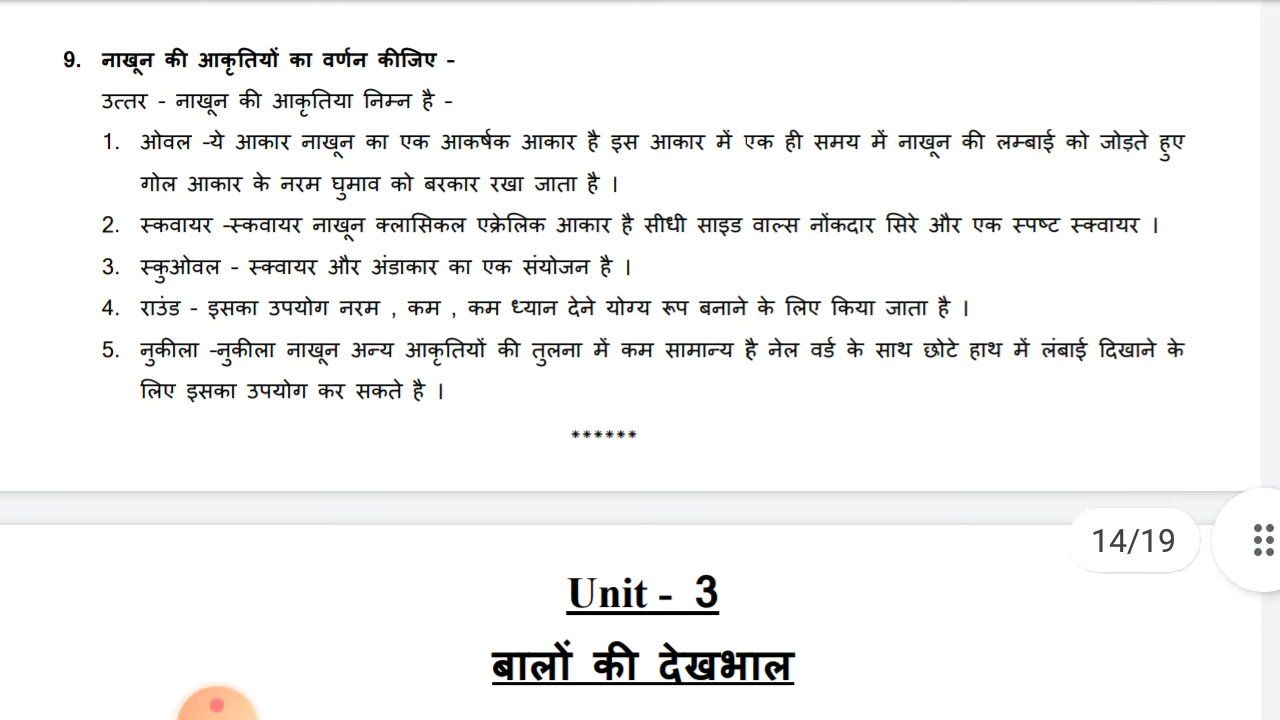 9. नाखून की आकृतियों का वर्णन कीजिए -
उत्तर - नाखून की आकृतिया निम्न है -
1. ओवल -ये आकार नाखून का एक आकर्षक आकार है इस आकार में एक ही समय में नाखून की लम्बाई को जोड़ते हुए
गोल आकार के नरम घुमाव को बरकार रखा जाता है ।
2. स्कवायर -स्कवायर नाखून क्लासिकल एक्रेलिक आकार है सीधी साइड वाल्स नोंकदार सिरे और एक स्पष्ट स्क्वायर ।
3. स्कुओवल - स्क्वायर और अंडाकार का एक संयोजन है ।
4. राउंड - इसका उपयोग नरम , कम , कम ध्यान देने योग्य रूप बनाने के लिए किया जाता है ।
5. नुकीला -नुकीला नाखून अन्य आकृतियों की तुलना में कम सामान्य है नेल वर्ड के साथ छोटे हाथ में लंबाई दिखाने के
लिए इसका उपयोग कर सकते है ।
******
14/19
Unit - 3
बालों की देखभाल